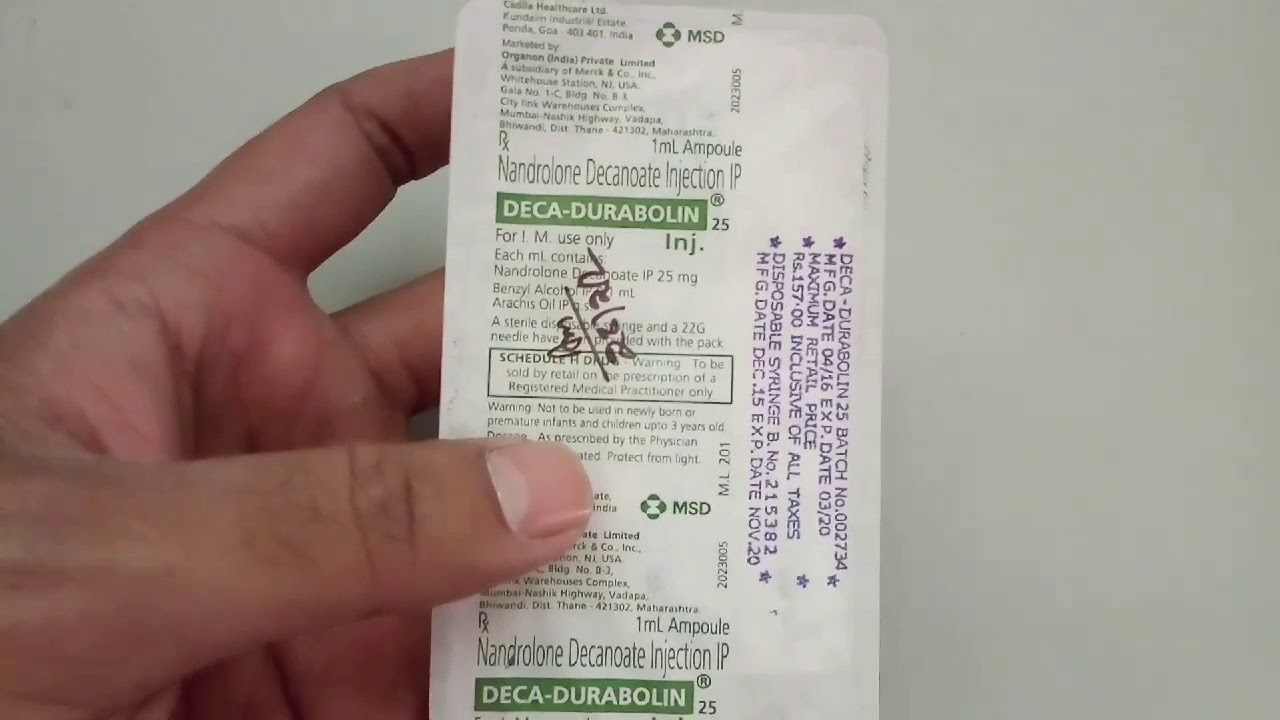 Cadila Healthcare Ltd.
Kundaim Industrial Estate,
Ponda, Goa - 403 401, India
MSD
Marketed by
Organon (India) Private Limited
A subsidiary of Merck & Co., Inc.,
Whitehouse Station, NJ, USA.
Gala No. 1-C, Bldg. No. B-3,
City link Warehouses Complex,
Mumbai-Nashik Highway, Vadapa,
Bhiwandi, Dist. Thane - 421302, Maharashtra.
2023005
Rx
1mL Ampoule
Nandrolone Decanoate Injection IP
DECA-DURABOLIN® 25
For I. M. use only Inj.
Each mL contains
Nandrolone Decanoate IP 25 mg
Benzyl Alcohol mL
Arachis Oil IP
A sterile disposable syringe and a 22G
needle have been provided with the pack
SCHEDULE H DRUG - Warning To be
sold by retail on the prescription of a
Registered Medical Practitioner only
Warning: Not to be used in newly born or
premature infants and children upto 3 years old
As prescribed by the Physician
ated. Protect from light.
M.L. 201
ate,
India
MSD
ate Limited
rck & Co., Inc.,
on, NJ, USA.
Bldg. No. B-3,
Warehouses Complex,
Mumbai-Nashik Highway, Vadapa,
Bhiwandi, Dist. Thane - 421302, Maharashtra.
2023005
Rx
1mL Ampoule
Nandrolone Decanoate Injection IP
DECA-DURABOLIN® 25
★ DECA-DURABOLIN 25 BATCH No.002734 ★
MFG.DATE 04/16 EXP.DATE 03/20
★ MAXIMUM RETAIL PRICE ★
Rs.157.00 INCLUSIVE OF ALL TAXES
★ DISPOSABLE SYRINGE B.No.215382 ★
MFG.DATE DEC.15 EXP.DATE NOV.20